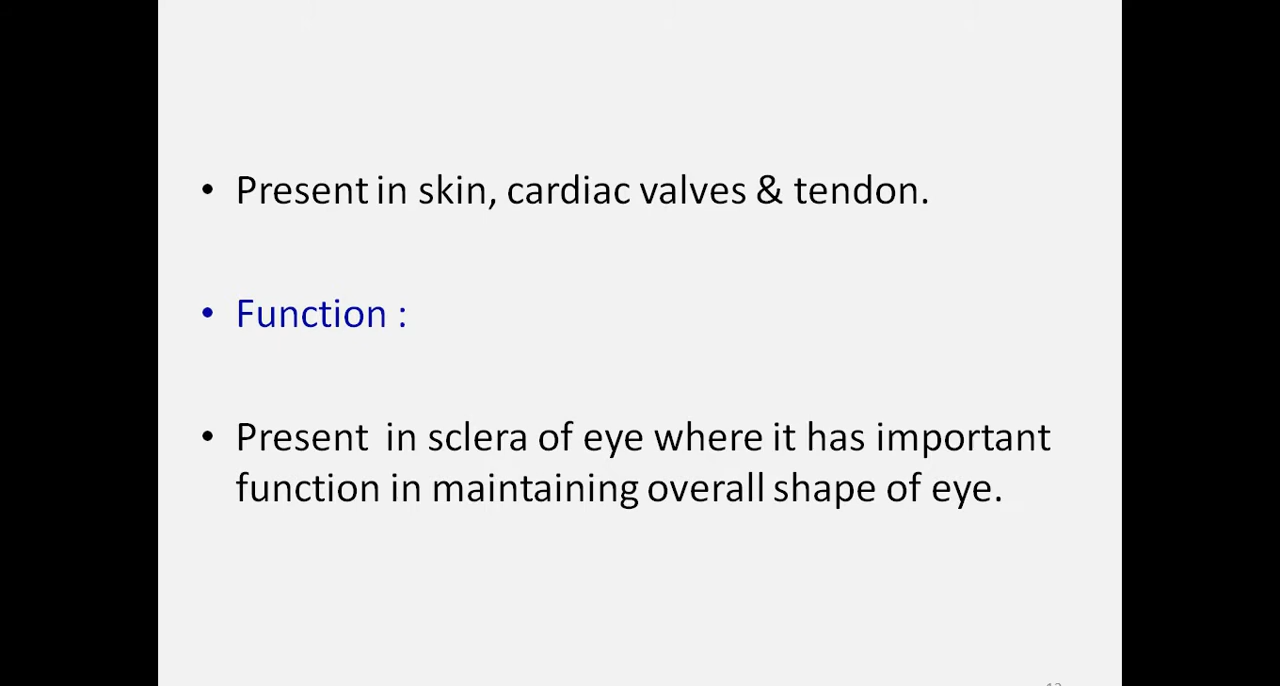 • Present in skin, cardiac valves & tendon.
• Function :
• Present in sclera of eye where it has important
function in maintaining overall shape of eye.